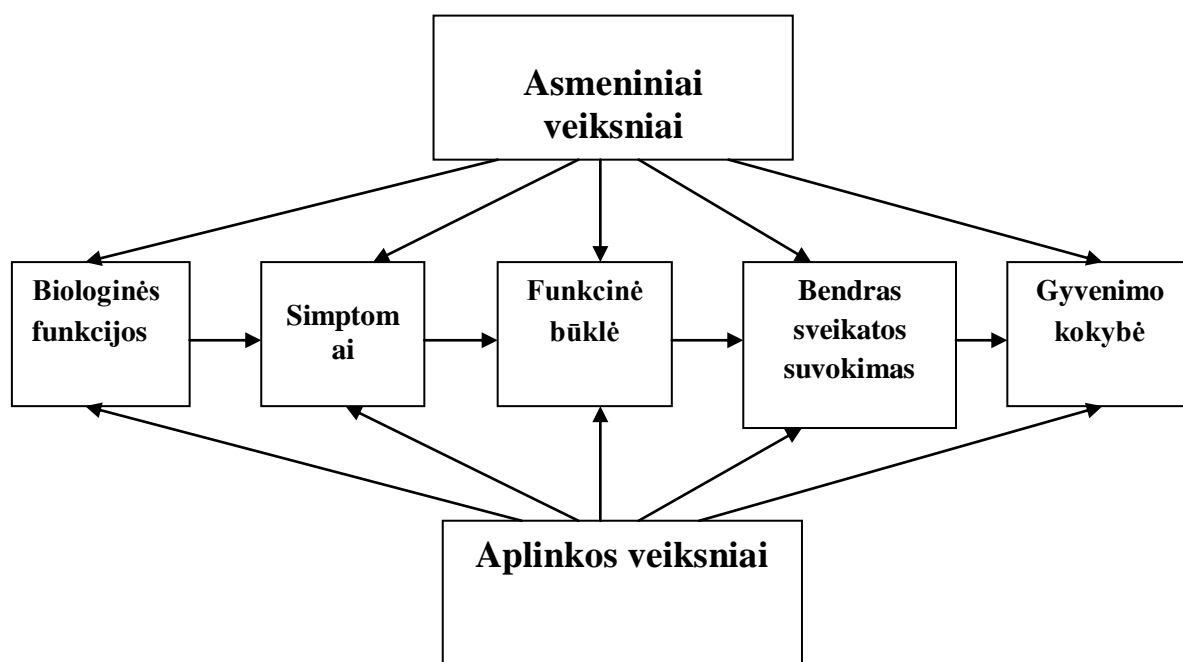 Asmeniniai
veiksniai
Biologinės
funkcijos
Simptom
ai
Funkcinė
būklė
Bendras
sveikatos
suvokimas
Gyvenimo
kokybė
Aplinkos veiksniai